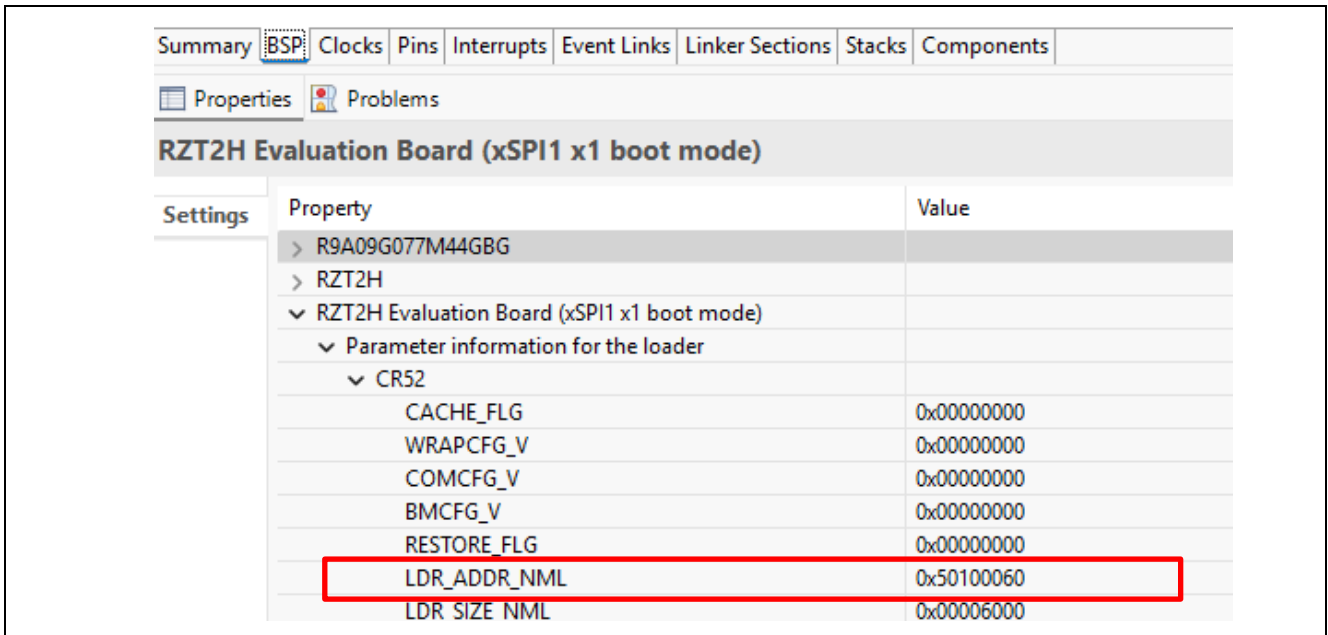 Summary BSP Clocks Pins Interrupts Event Links Linker Sections Stacks Components
Properties Problems
RZT2H Evaluation Board (xSPI1 x1 boot mode)
Settings Property Value
R9A09G077M44GBG
RZT2H
RZT2H Evaluation Board (xSPI1 x1 boot mode)
Parameter information for the loader
CR52
CACHE_FLG 0x00000000
WRAPCFG_V 0x00000000
COMCFG_V 0x00000000
BMCFG_V 0x00000000
RESTORE_FLG 0x00000000
LDR_ADDR_NML 0x50100060
LDR_SIZE_NML 0x00006000